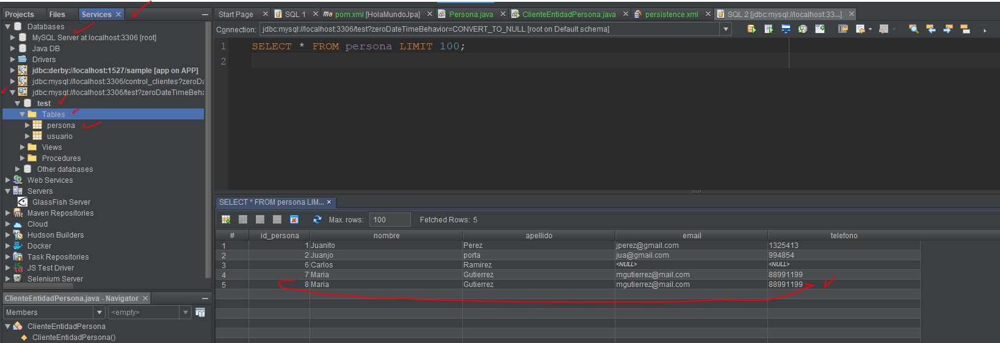 Projects Files Services
Databases
MySQL Server at localhost:3306 [root]
Java DB
Drivers
jdbc:derby://localhost:1527/sample [app on APP]
jdbc:mysql://localhost:3306/control_clientes?zeroDa
jdbc:mysql://localhost:3306/test?zeroDateTimeBeha
test
Tables
persona
usuario
Views
Procedures
Other databases
Web Services
Servers
GlassFish Server
Maven Repositories
Cloud
Hudson Builders
Docker
Task Repositories
JS Test Driver
Selenium Server
ClienteEntidadPersona.java - Navigator
Members <empty>
ClienteEntidadPersona
ClienteEntidadPersona()
Start Page SQL 1 pom.xml [HolaMundoJpa] Persona.java ClienteEntidadPersona.java persistence.xml SQL 2 [jdbc:mysql://localhost:33...]
Connection: jdbc:mysql://localhost:3306/test?zeroDateTimeBehavior=CONVERT_TO_NULL [root on Default schema]
1 SELECT * FROM persona LIMIT 100;
2
SELECT * FROM persona LIM...
Max. rows: 100 Fetched Rows: 5
# id_persona nombre apellido email telefono
1 1 Juanito Perez jperez@gmail.com 1325413
2 2 Juanjo porta jua@gmail.com 994854
3 6 Carlos Ramirez <NULL> <NULL>
4 7 Maria Gutierrez mgutierrez@mail.com 88991199
5 8 Maria Gutierrez mgutierrez@mail.com 88991199